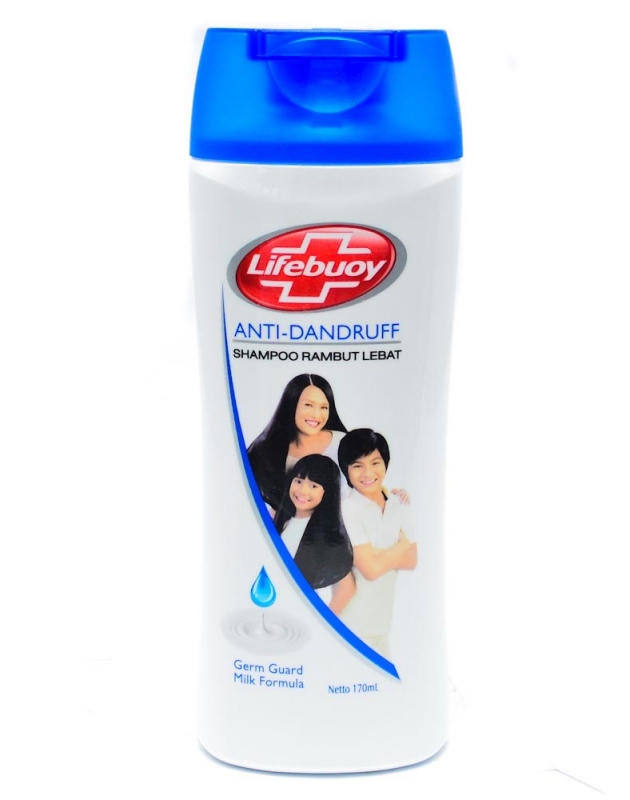 Lifebuoy
ANTI-DANDRUFF
SHAMPOO RAMBUT LEBAT
Germ Guard
Milk Formula
Netto 170mL